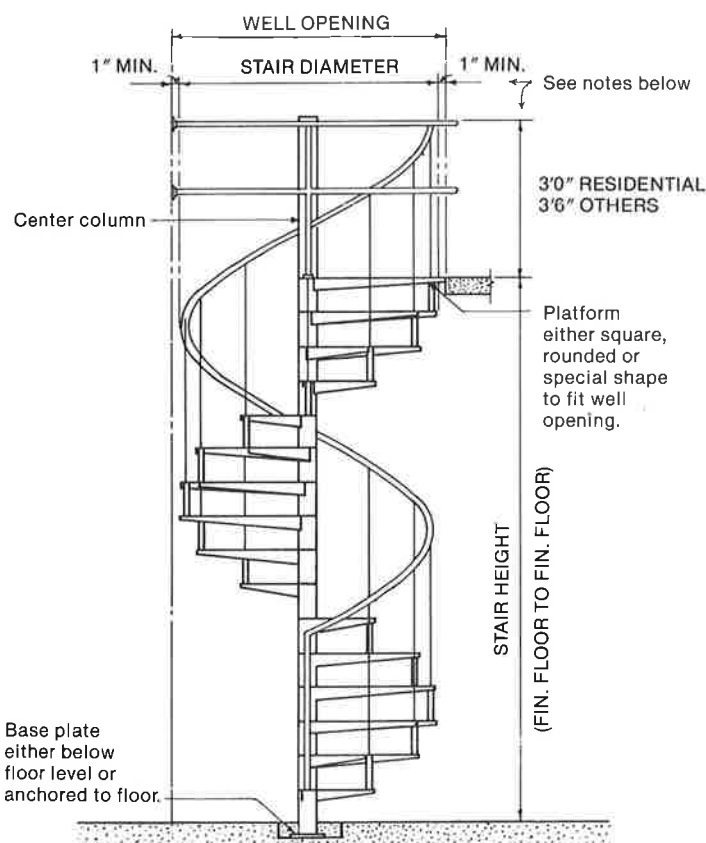 WELL OPENING
1" MIN.
STAIR DIAMETER
1" MIN.
See notes below
3'0" RESIDENTIAL
3'6" OTHERS
Center column
Platform
either square,
rounded or
special shape
to fit well
opening.
STAIR HEIGHT
(FIN. FLOOR TO FIN. FLOOR)
Base plate
either below
floor level or
anchored to floor.